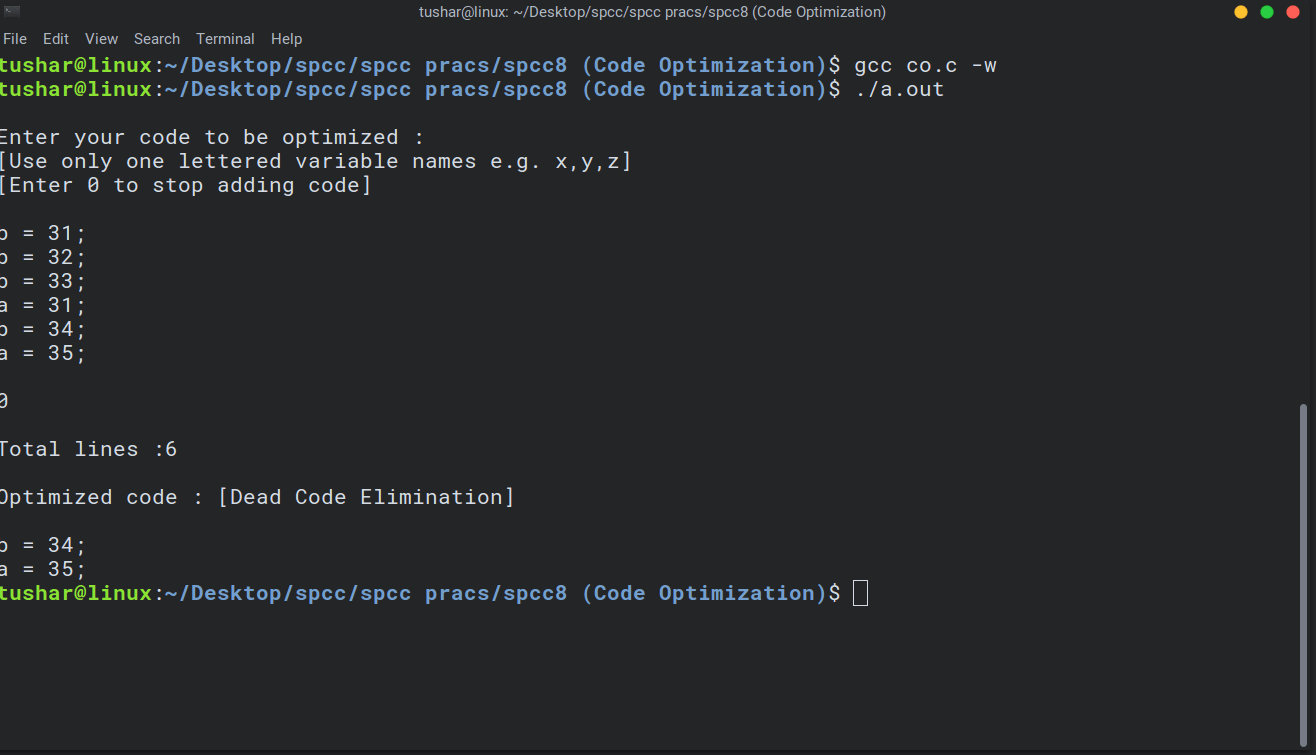 tushar@linux: ~/Desktop/spcc/spcc pracs/spcc8 (Code Optimization)
File Edit View Search Terminal Help
tushar@linux:~/Desktop/spcc/spcc pracs/spcc8 (Code Optimization)$ gcc co.c -w
tushar@linux:~/Desktop/spcc/spcc pracs/spcc8 (Code Optimization)$ ./a.out
Enter your code to be optimized :
[Use only one lettered variable names e.g. x,y,z]
[Enter 0 to stop adding code]
= 31;
= 32;
= 33;
a = 31;
= 34;
a = 35;
0
Total lines :6
Optimized code : [Dead Code Elimination]
= 34;
a = 35;
tushar@linux:~/Desktop/spcc/spcc pracs/spcc8 (Code Optimization)$